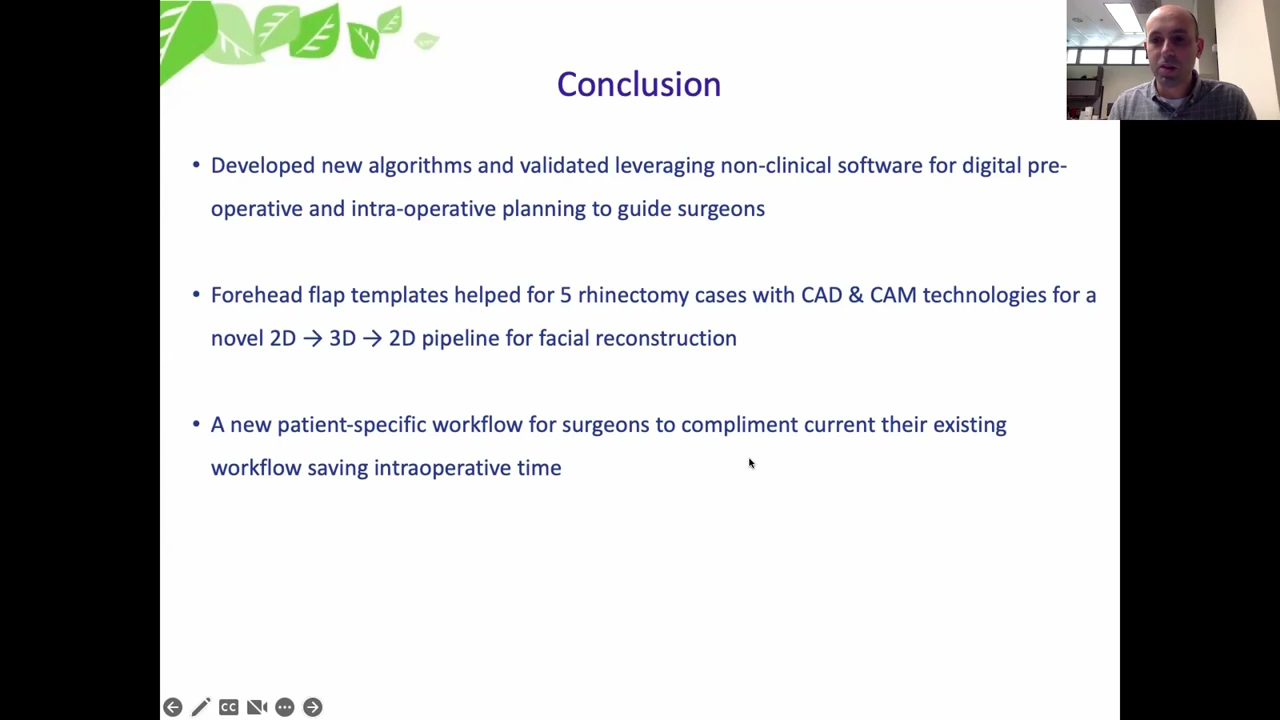 Conclusion
• Developed new algorithms and validated leveraging non-clinical software for digital pre-
operative and intra-operative planning to guide surgeons
• Forehead flap templates helped for 5 rhinectomy cases with CAD & CAM technologies for a
novel 2D → 3D → 2D pipeline for facial reconstruction
• A new patient-specific workflow for surgeons to compliment current their existing
workflow saving intraoperative time
CC